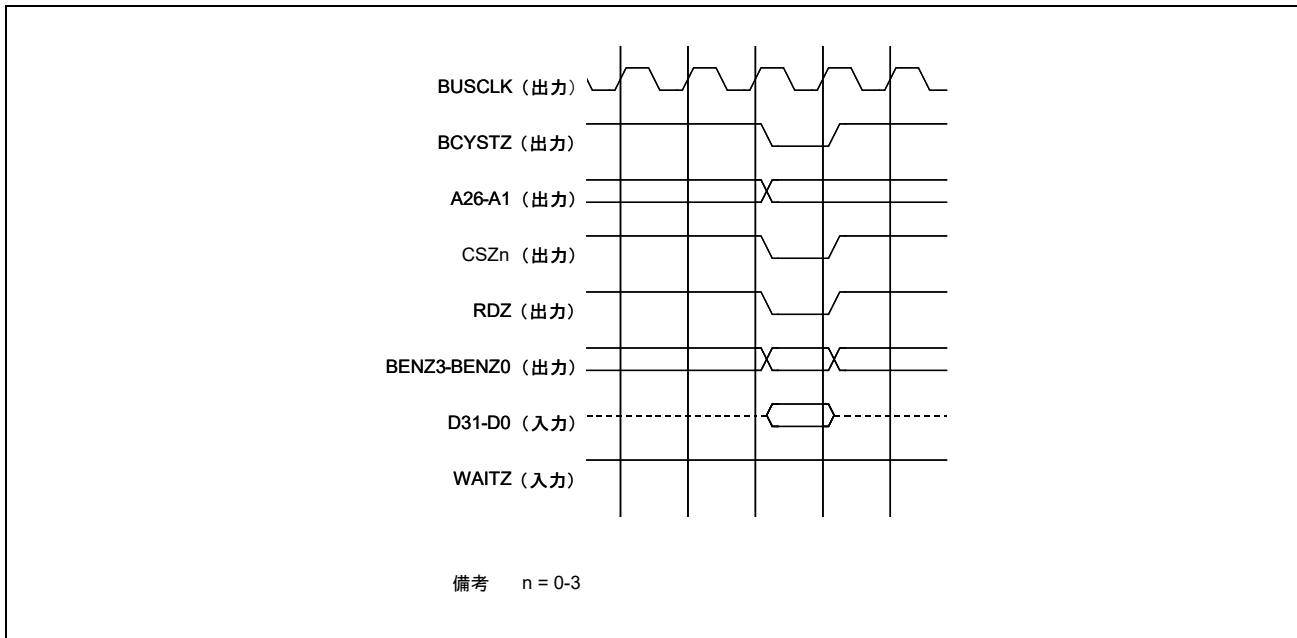 BUSCLK（出力）
BCYSTZ（出力）
A26-A1（出力）
CSZn（出力）
RDZ（出力）
BENZ3-BENZ0（出力）
D31-D0（入力）
WAITZ（入力）
備考 n = 0-3